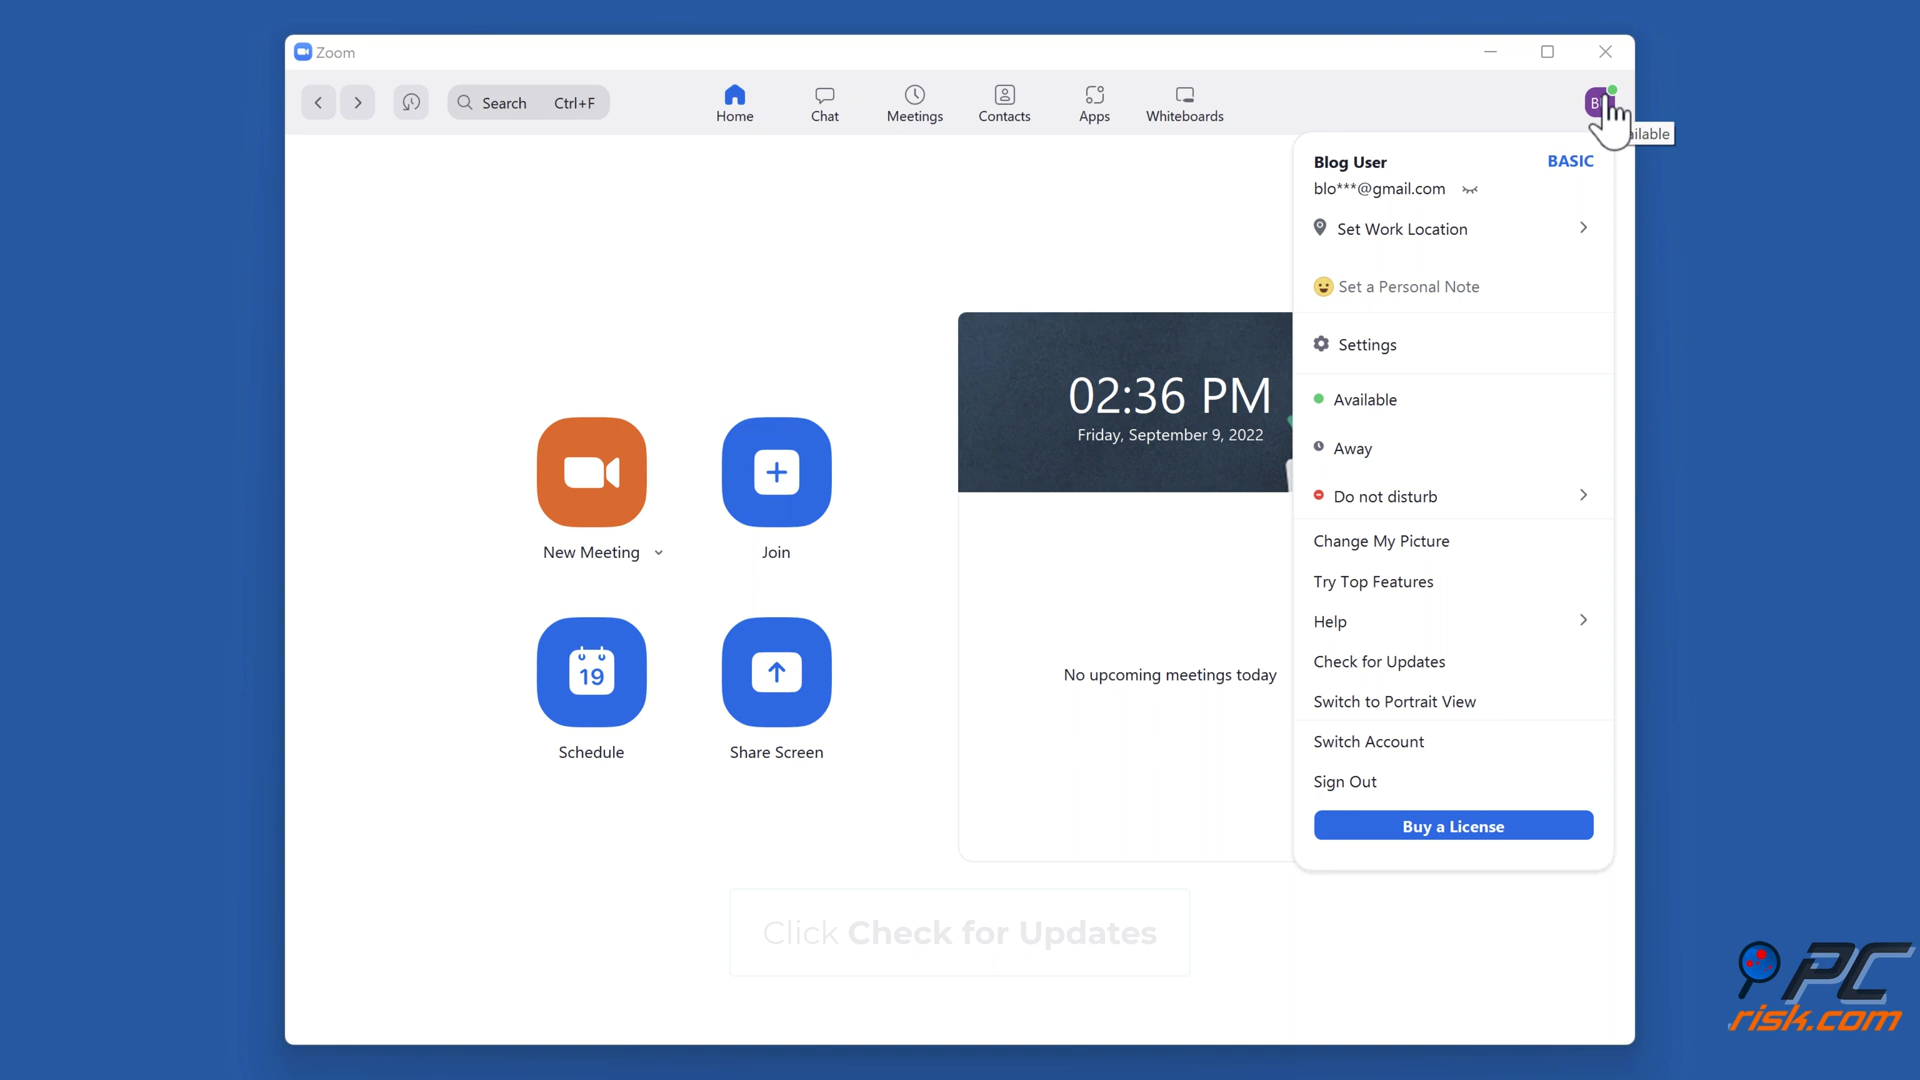 Zoom
Search Ctrl+F
Home
Chat
Meetings
Contacts
Apps
Whiteboards
B
Blog User
BASIC
blo***@gmail.com
Set Work Location
Set a Personal Note
Settings
Available
Away
Do not disturb
Change My Picture
Try Top Features
Help
Check for Updates
Switch to Portrait View
Switch Account
Sign Out
Buy a License
02:36 PM
Friday, September 9, 2022
No upcoming meetings today
New Meeting
Join
19
Schedule
Share Screen
Click Check for Updates
PC
risk.com